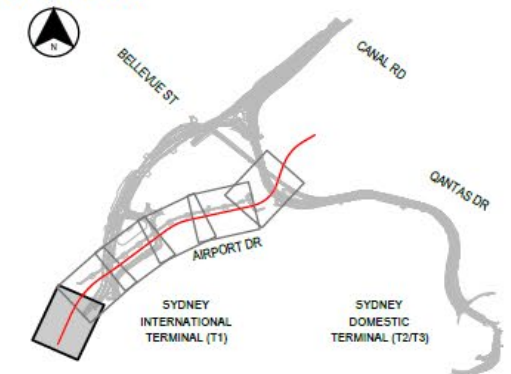 N
BELLEVUE ST
CANAL RD
QANTAS DR
AIRPORT DR
SYDNEY
INTERNATIONAL
TERMINAL (T1)
SYDNEY
DOMESTIC
TERMINAL (T2/T3)